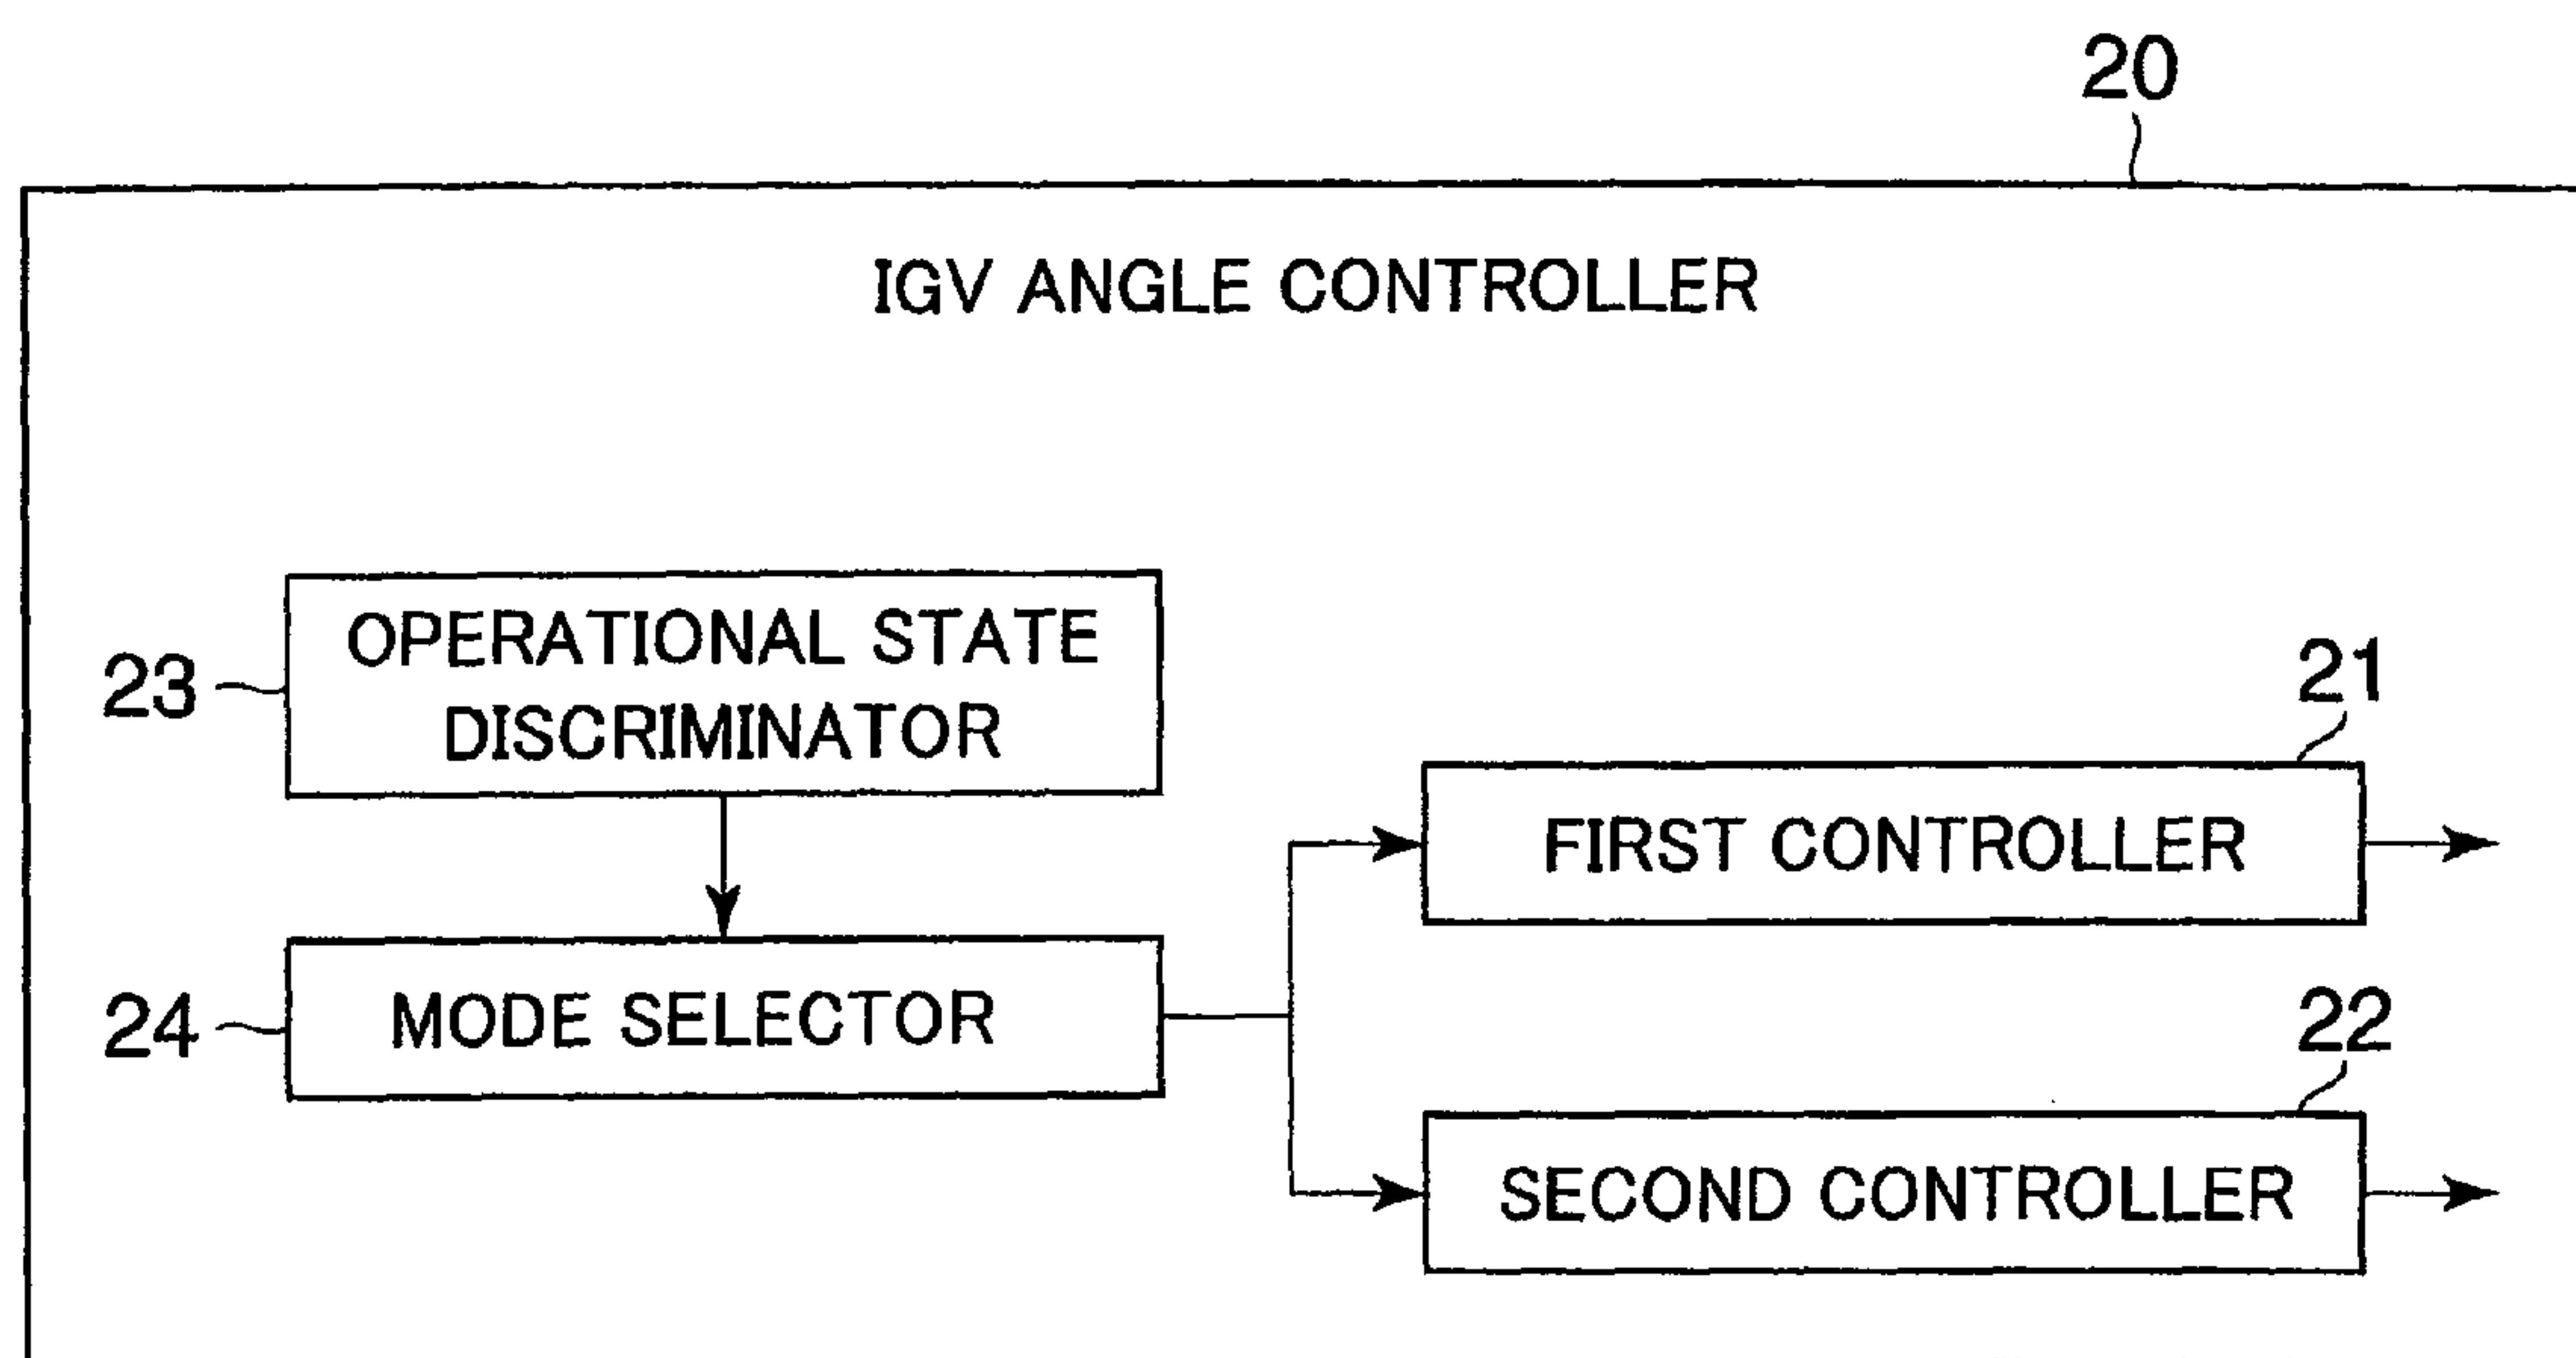 20
IGV ANGLE CONTROLLER
OPERATIONAL STATE
DISCRIMINATOR
23
21
FIRST CONTROLLER
MODE SELECTOR
24
22
SECOND CONTROLLER